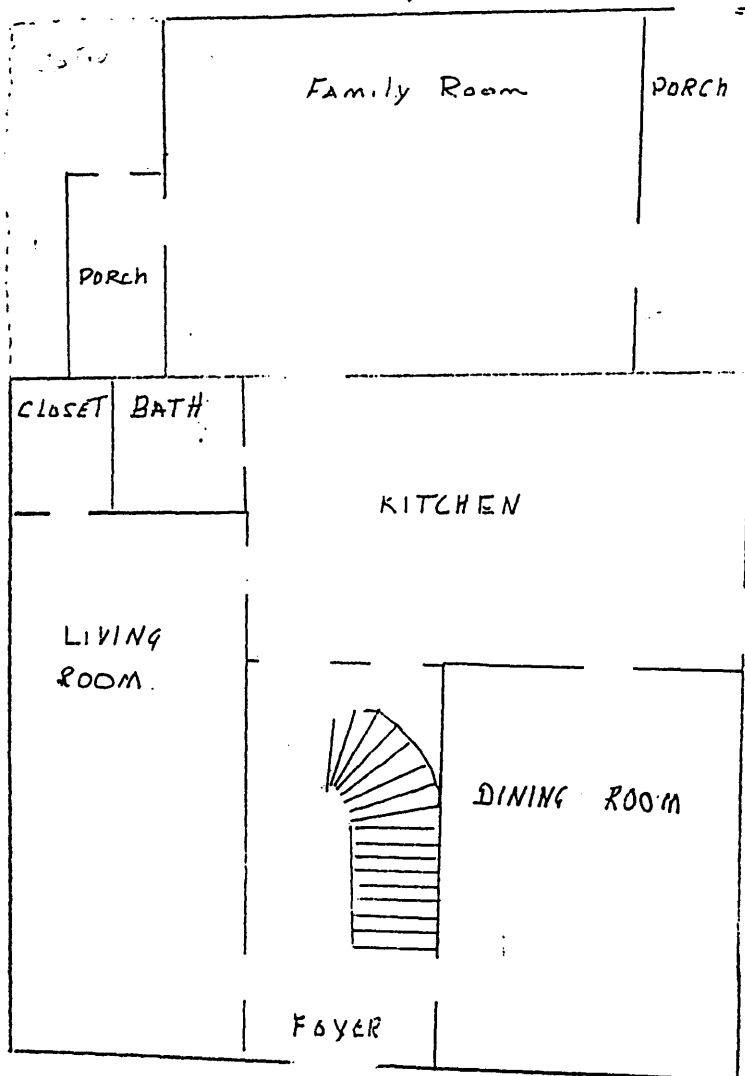 Family Room
PORCH
PORCH
CLOSET
BATH
KITCHEN
LIVING
ROOM.
DINING ROOM
FOYER